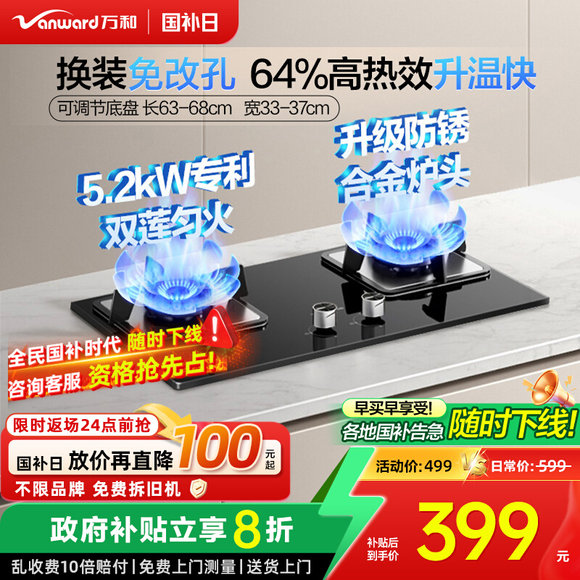 Vanward万和 国补日
换装免改孔 64%高热效升温快
可调节底盘 长63-68cm 宽33-37cm
5.2kW专利
双莲匀火
升级防锈
合金炉头
全民国补时代 随时下线!
咨询客服 资格抢先占!
限时返场24点前抢
国补日 放价再直降100元起
不限品牌 免费拆旧机
早买早享受!
各地国补告急 随时下线!
活动价:499 VS 日常价:599
政府补贴立享8折
补贴后到手价 399元
乱收费10倍赔付|免费上门测量|送货上门